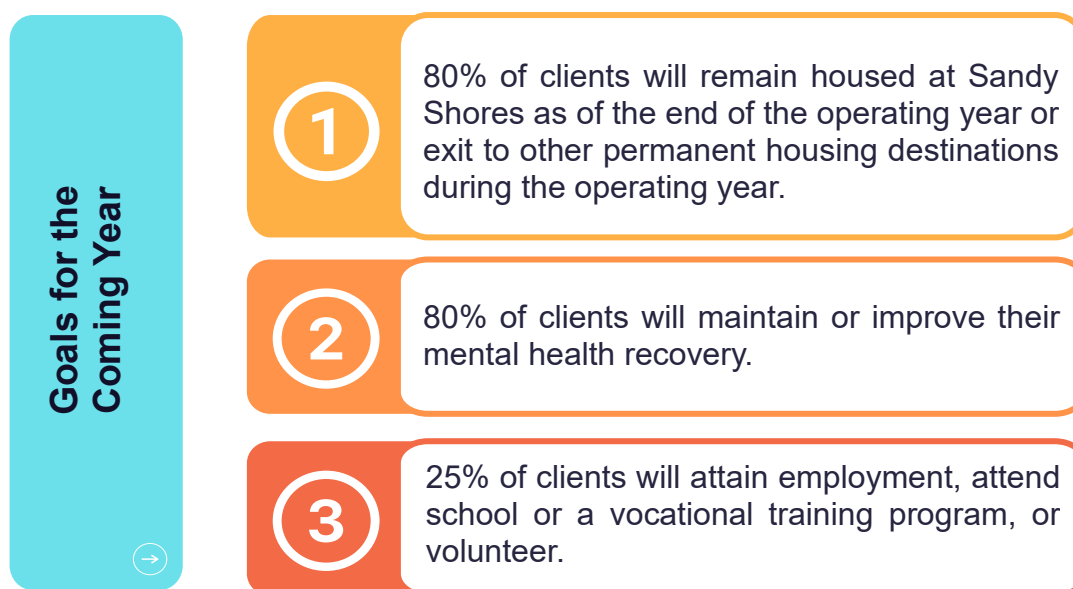 Goals for the
Coming Year
1
80% of clients will remain housed at Sandy
Shores as of the end of the operating year or
exit to other permanent housing destinations
during the operating year.
2
80% of clients will maintain or improve their
mental health recovery.
3
25% of clients will attain employment, attend
school or a vocational training program, or
volunteer.